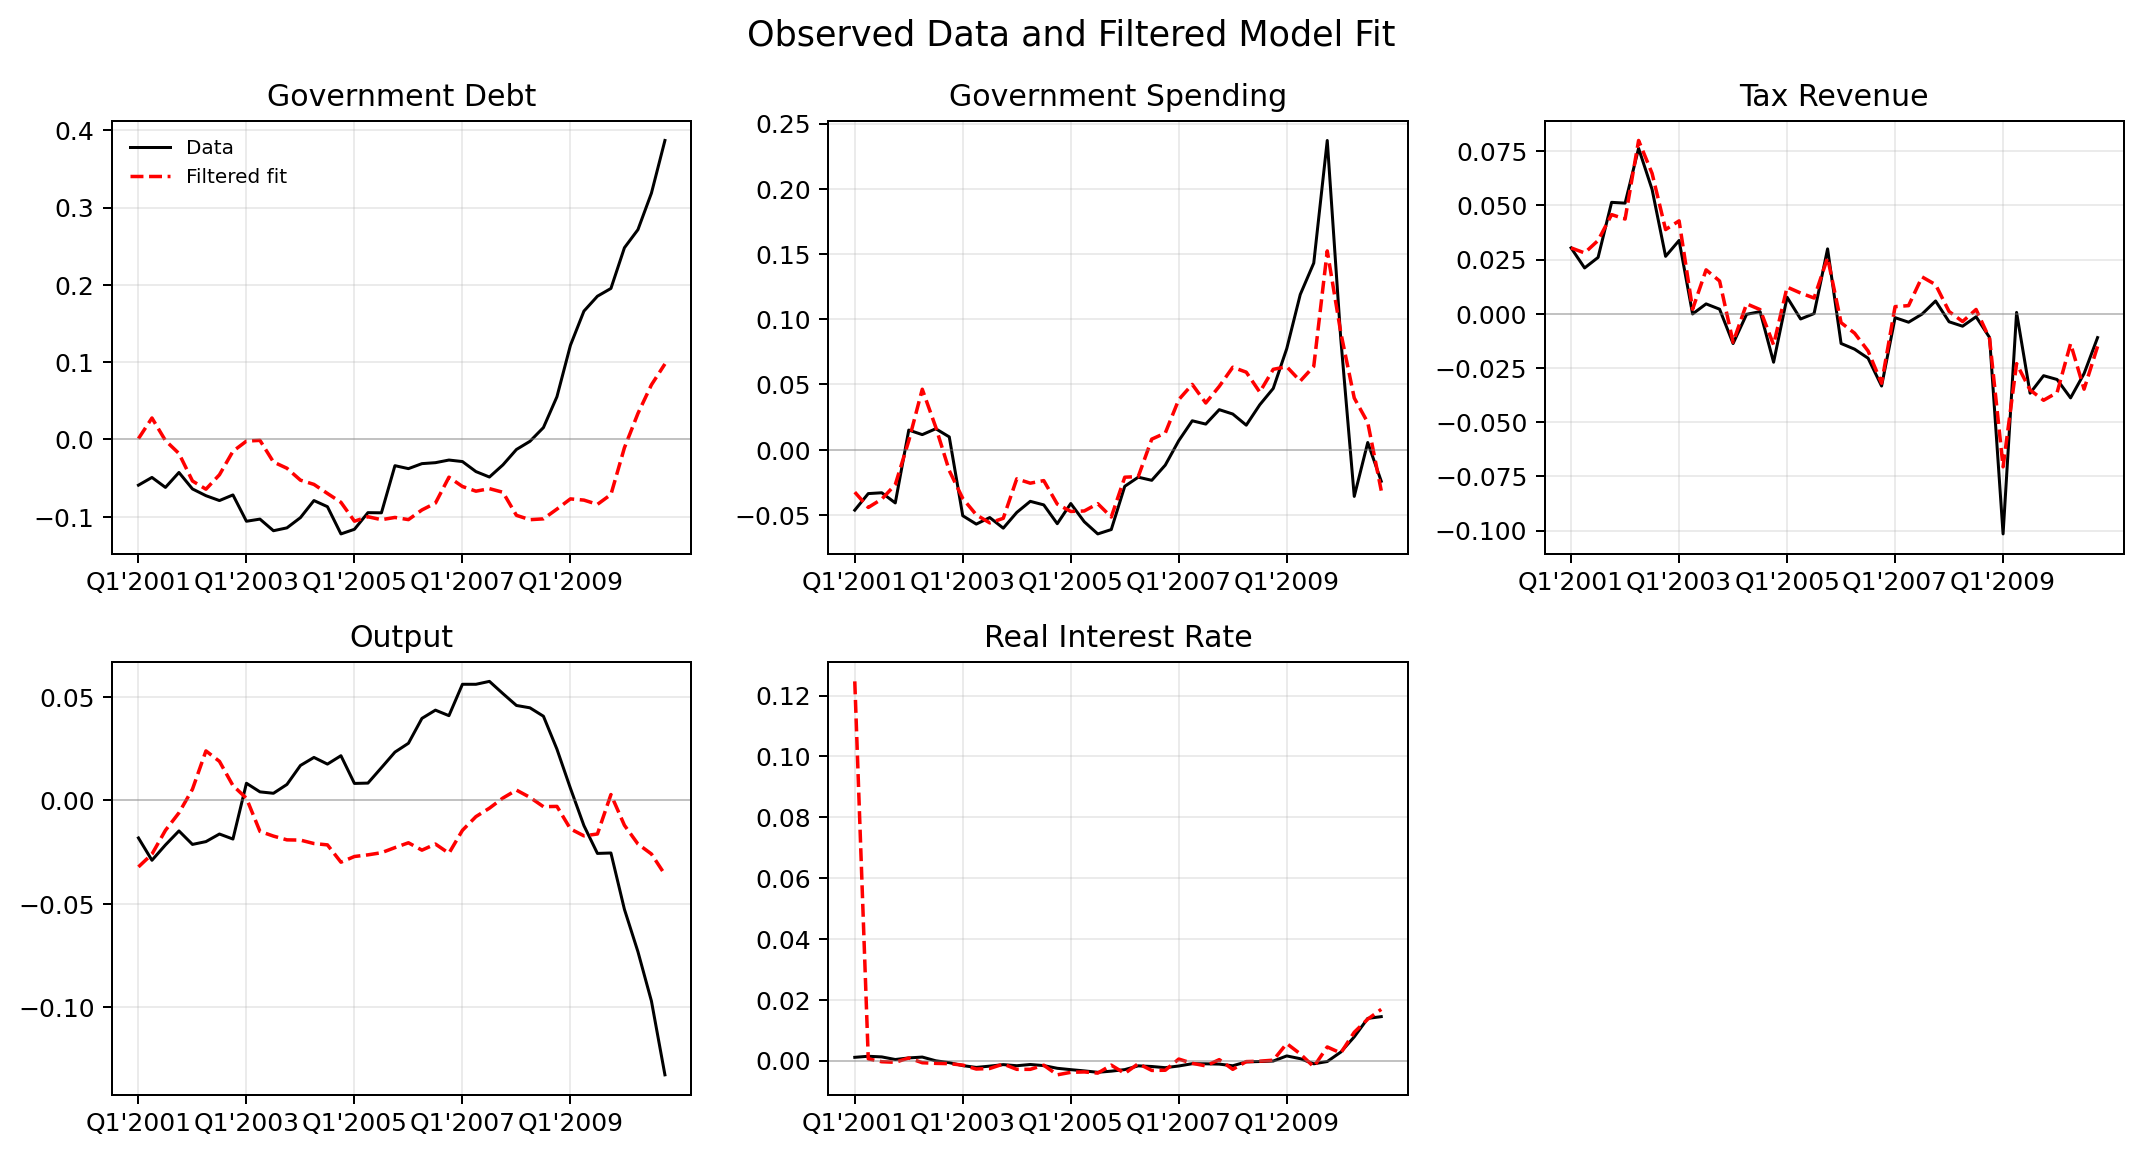 Observed Data and Filtered Model Fit
Government Debt
0.4
0.3
0.2
0.1
0.0
−0.1
Data
Filtered fit
Q1'2001 Q1'2003 Q1'2005 Q1'2007 Q1'2009
Government Spending
0.25
0.20
0.15
0.10
0.05
0.00
−0.05
Q1'2001 Q1'2003 Q1'2005 Q1'2007 Q1'2009
Tax Revenue
0.075
0.050
0.025
0.000
−0.025
−0.050
−0.075
−0.100
Q1'2001 Q1'2003 Q1'2005 Q1'2007 Q1'2009
Output
0.05
0.00
−0.05
−0.10
Q1'2001 Q1'2003 Q1'2005 Q1'2007 Q1'2009
Real Interest Rate
0.12
0.10
0.08
0.06
0.04
0.02
0.00
Q1'2001 Q1'2003 Q1'2005 Q1'2007 Q1'2009